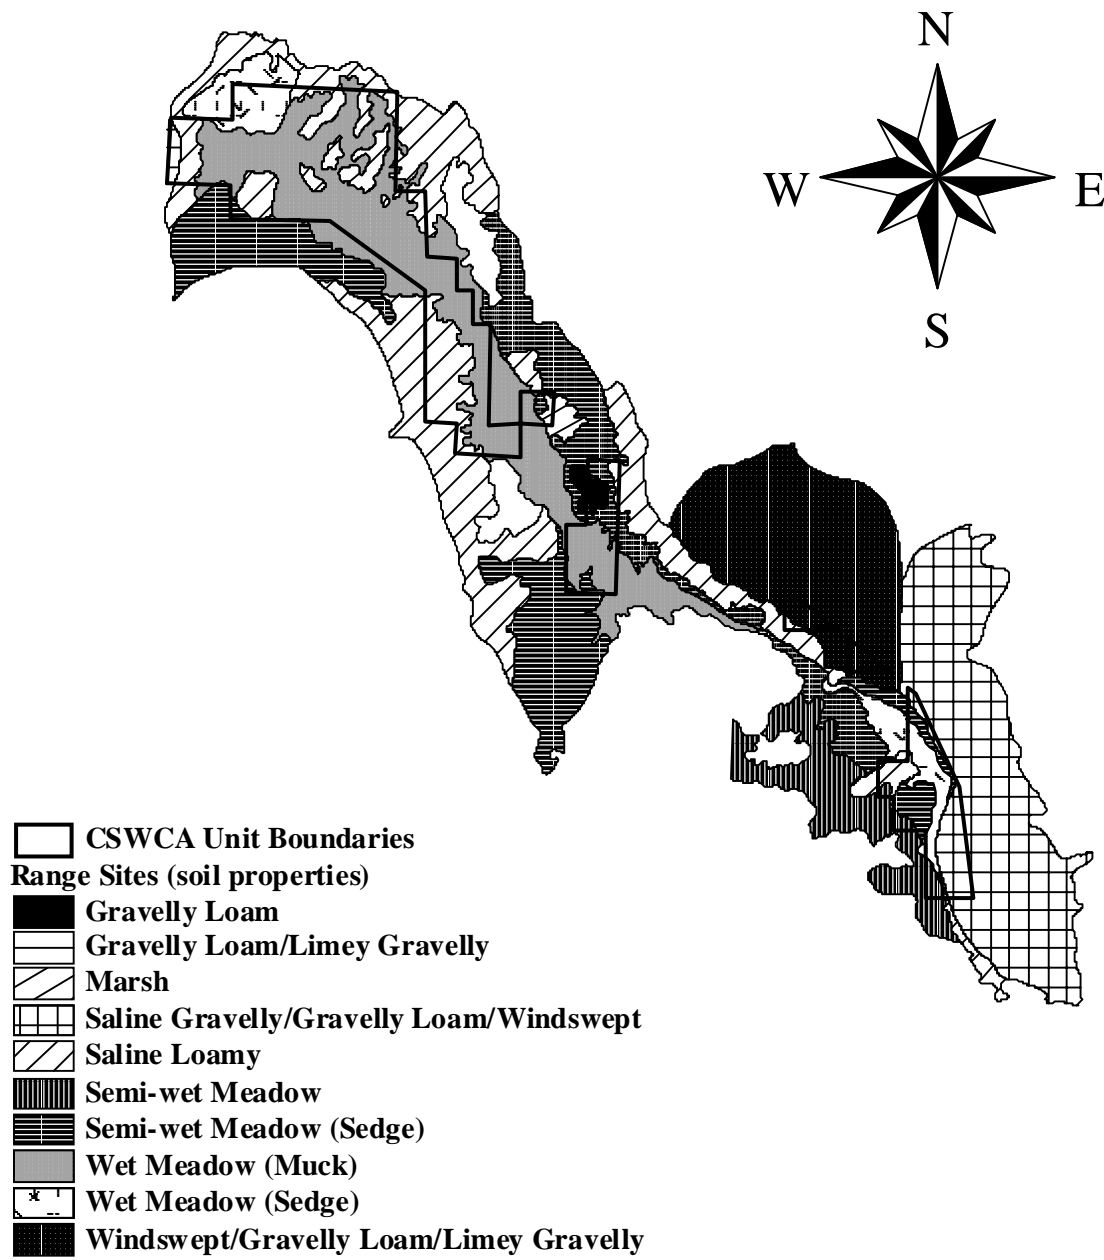 N
W E
S
CSWCA Unit Boundaries
Range Sites (soil properties)
Gravelly Loam
Gravelly Loam/Limey Gravelly
Marsh
Saline Gravelly/Gravelly Loam/Windswept
Saline Loamy
Semi-wet Meadow
Semi-wet Meadow (Sedge)
Wet Meadow (Muck)
Wet Meadow (Sedge)
Windswept/Gravelly Loam/Limey Gravelly